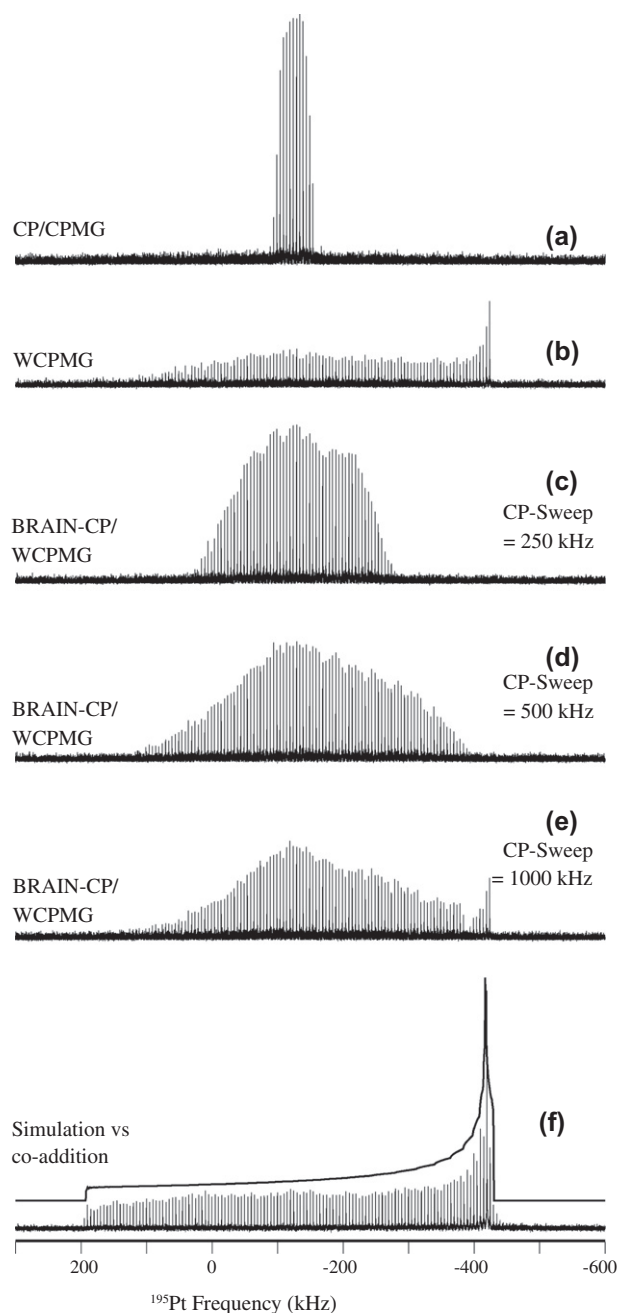 CP/CPMG
(a)
WCPMG
(b)
(c)
CP-Sweep
= 250 kHz
BRAIN-CP/
WCPMG
(d)
CP-Sweep
= 500 kHz
BRAIN-CP/
WCPMG
(e)
CP-Sweep
= 1000 kHz
BRAIN-CP/
WCPMG
(f)
Simulation vs
co-addition
200 0 -200 -400 -600
¹⁹⁵Pt Frequency (kHz)